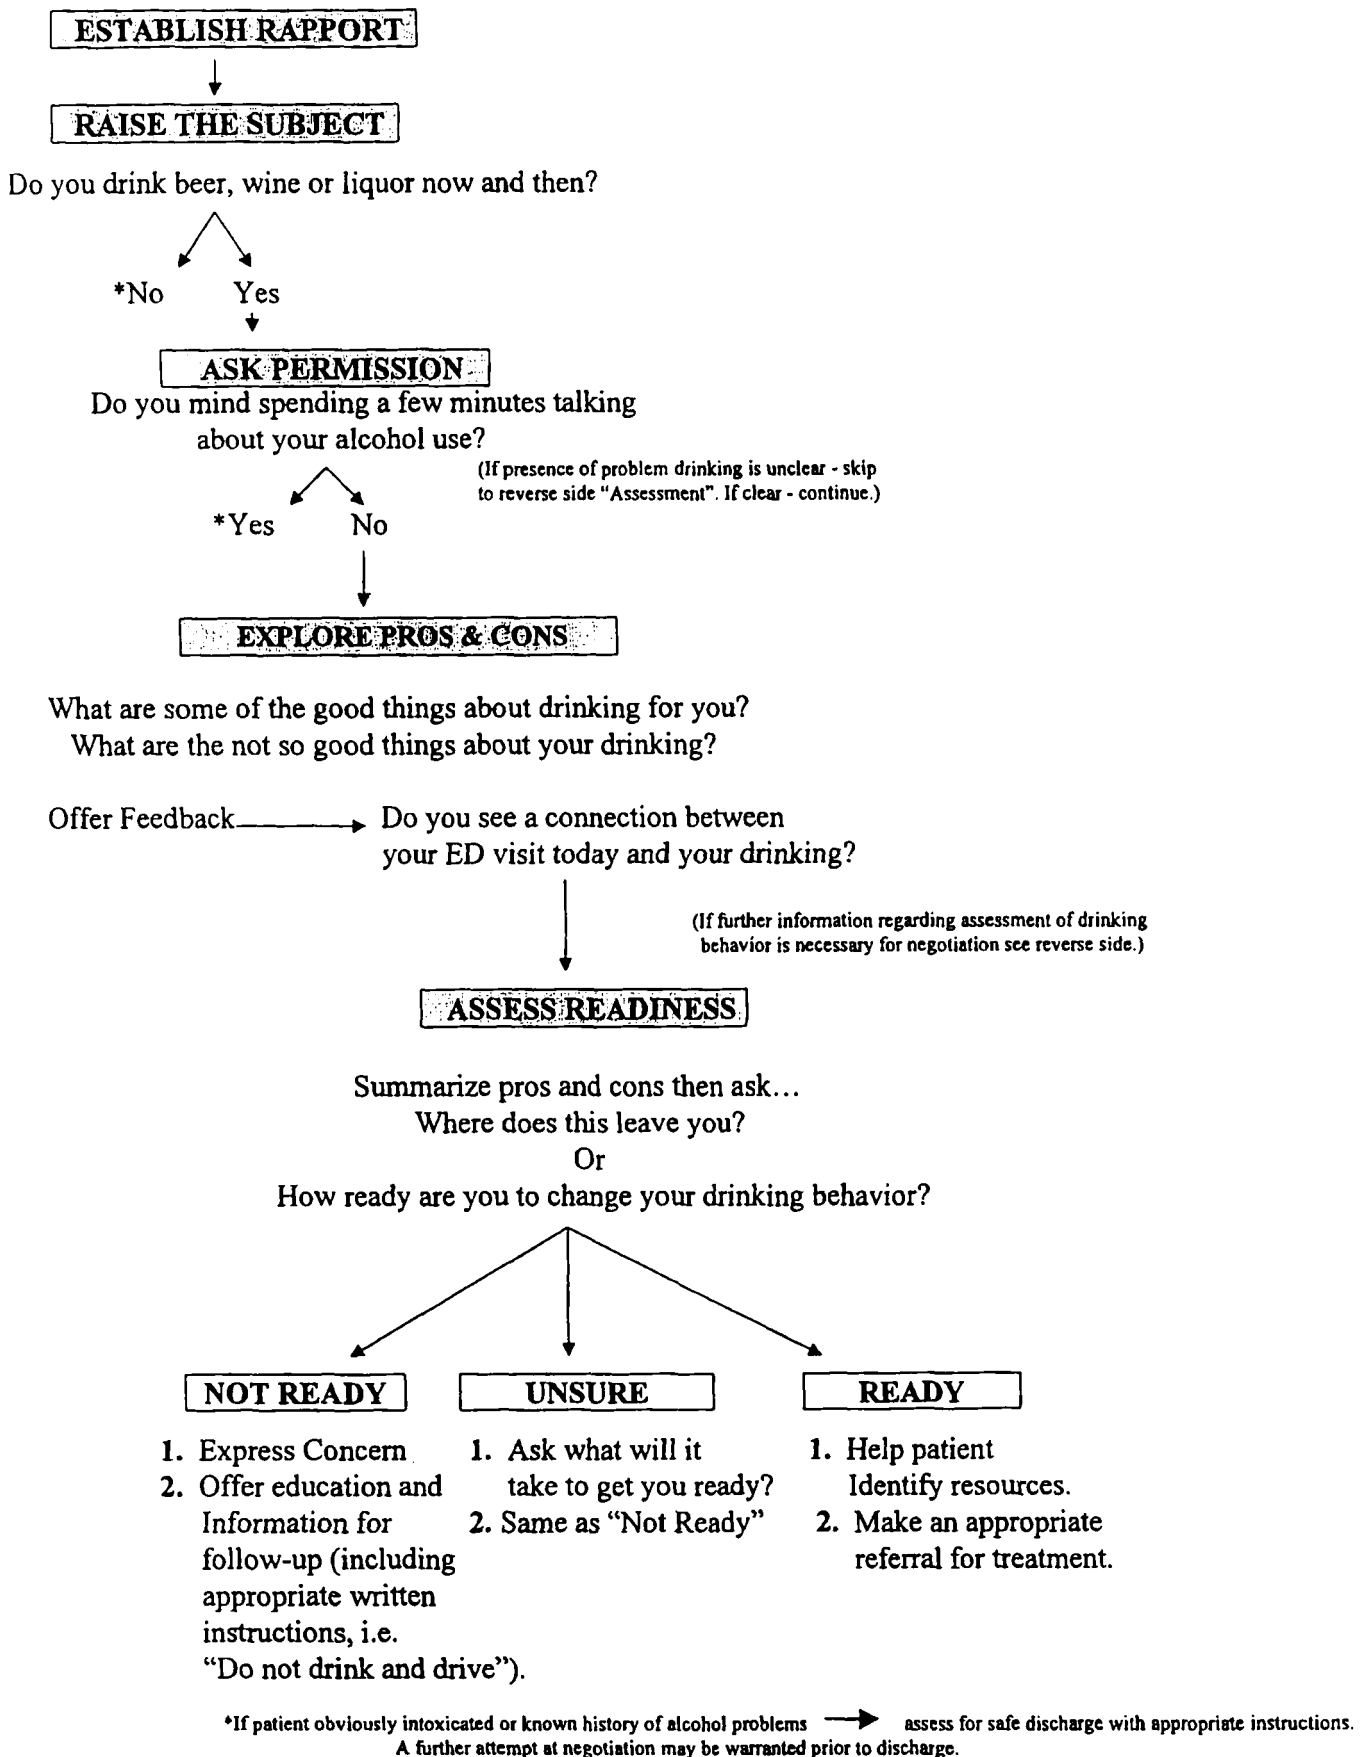 ESTABLISH RAPPORT
RAISE THE SUBJECT
Do you drink beer, wine or liquor now and then?
*No Yes
ASK PERMISSION
Do you mind spending a few minutes talking
about your alcohol use?
(If presence of problem drinking is unclear - skip
to reverse side "Assessment". If clear - continue.)
*Yes No
EXPLORE PROS & CONS
What are some of the good things about drinking for you?
What are the not so good things about your drinking?
Offer Feedback Do you see a connection between
your ED visit today and your drinking?
(If further information regarding assessment of drinking
behavior is necessary for negotiation see reverse side.)
ASSESS READINESS
Summarize pros and cons then ask...
Where does this leave you?
Or
How ready are you to change your drinking behavior?
NOT READY
1. Express Concern
2. Offer education and
Information for
follow-up (including
appropriate written
instructions, i.e.
“Do not drink and drive”).
UNSURE
1. Ask what will it
take to get you ready?
2. Same as “Not Ready”
READY
1. Help patient
Identify resources.
2. Make an appropriate
referral for treatment.
*If patient obviously intoxicated or known history of alcohol problems assess for safe discharge with appropriate instructions.
A further attempt at negotiation may be warranted prior to discharge.